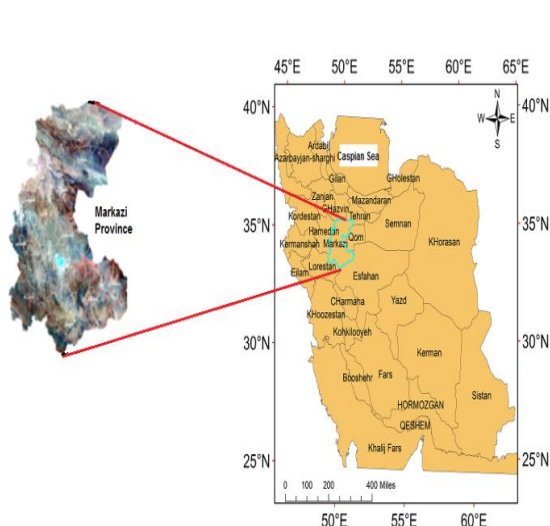 45°E 50°E 55°E 60°E 65°E
40°N
40°N
N
W E
S
Ardabil
Azarbayjan-sharghi
Caspian Sea
Gilan
GHolestan
Zanjan
Mazandaran
GHazvin
Tehran
Kordestan
Semnan
35°N
35°N
Hamedan
Qom
KHorasan
Kermanshah
Markazi
Lorestan
Eilam
Esfahan
CHarmaha
Yazd
KHoozestan
Kohkilooyeh
30°N
30°N
Kerman
Booshehr
Fars
Sistan
HORMOZGAN
QESHEM
Khalij Fars
25°N
25°N
0 100 200 400 Miles
50°E 55°E 60°E
Markazi
Province